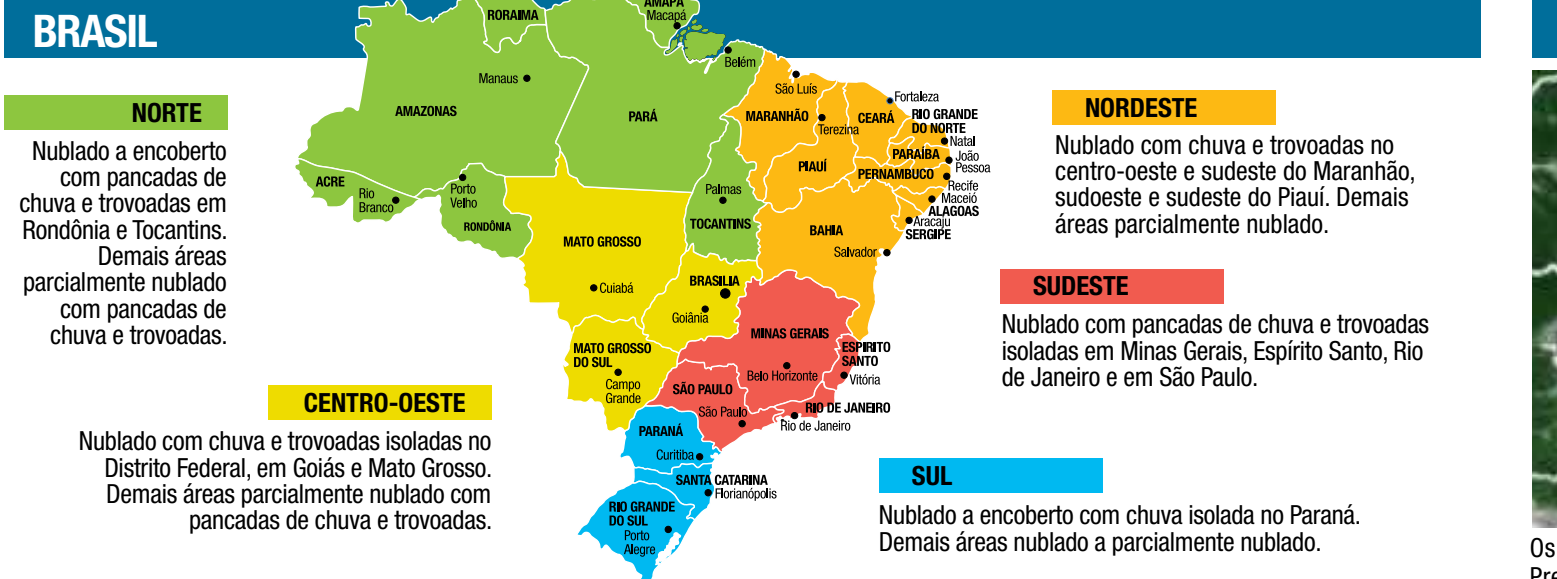 BRASIL
NORTE
Nublado a encoberto
com pancadas de
chuva e trovoadas em
Rondônia e Tocantins.
Demais áreas
parcialmente nublado
com pancadas de
chuva e trovoadas.
CENTRO-OESTE
Nublado com chuva e trovoadas isoladas no
Distrito Federal, em Goiás e Mato Grosso.
Demais áreas parcialmente nublado com
pancadas de chuva e trovoadas.
RORAIMA
AMAPÁ
Macapá
Belém
Manaus
AMAZONAS
PARÁ
ACRE
Rio
Branco
Porto
Velho
RONDÔNIA
Palmas
TOCANTINS
São Luís
MARANHÃO
Terezina
PIAUÍ
CEARÁ
Fortaleza
RIO GRANDE
DO NORTE
Natal
PARAÍBA
João
Pessoa
PERNAMBUCO
Recife
Maceió
ALAGOAS
Aracaju
SERGIPE
BAHIA
Salvador
MATO GROSSO
Cuiabá
BRASILIA
Goiânia
MATO GROSSO
DO SUL
Campo
Grande
MINAS GERAIS
Belo Horizonte
ESPIRITO
SANTO
Vitória
SÃO PAULO
São Paulo
RIO DE JANEIRO
Rio de Janeiro
PARANÁ
Curitiba
SANTA CATARINA
Florianópolis
RIO GRANDE
DO SUL
Porto
Alegre
NORDESTE
Nublado com chuva e trovoadas no
centro-oeste e sudeste do Maranhão,
sudoeste e sudeste do Piauí. Demais
áreas parcialmente nublado.
SUDESTE
Nublado com pancadas de chuva e trovoadas
isoladas em Minas Gerais, Espírito Santo, Rio
de Janeiro e em São Paulo.
SUL
Nublado a encoberto com chuva isolada no Paraná.
Demais áreas nublado a parcialmente nublado.
Os